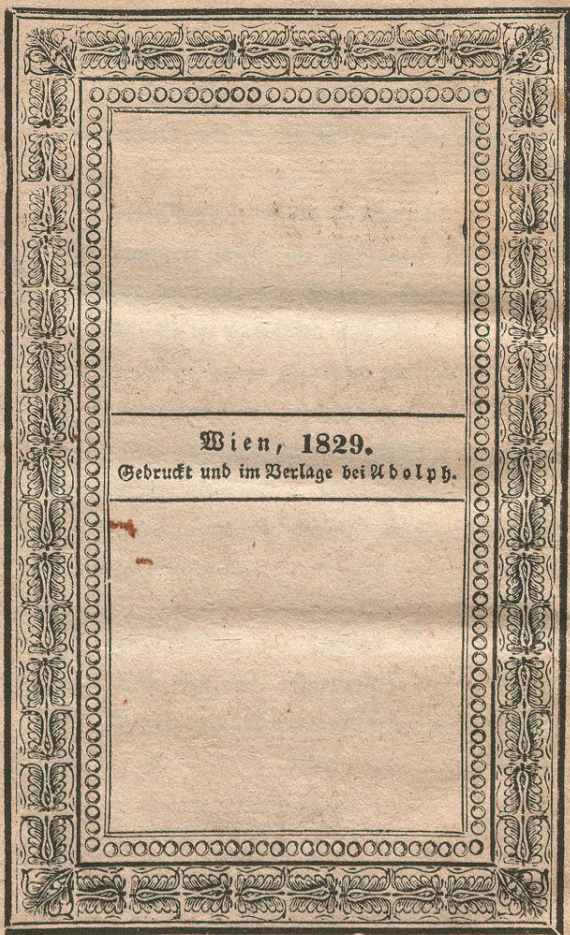 Wien, 1829.
Gedruckt und im Verlage bei Adolph.